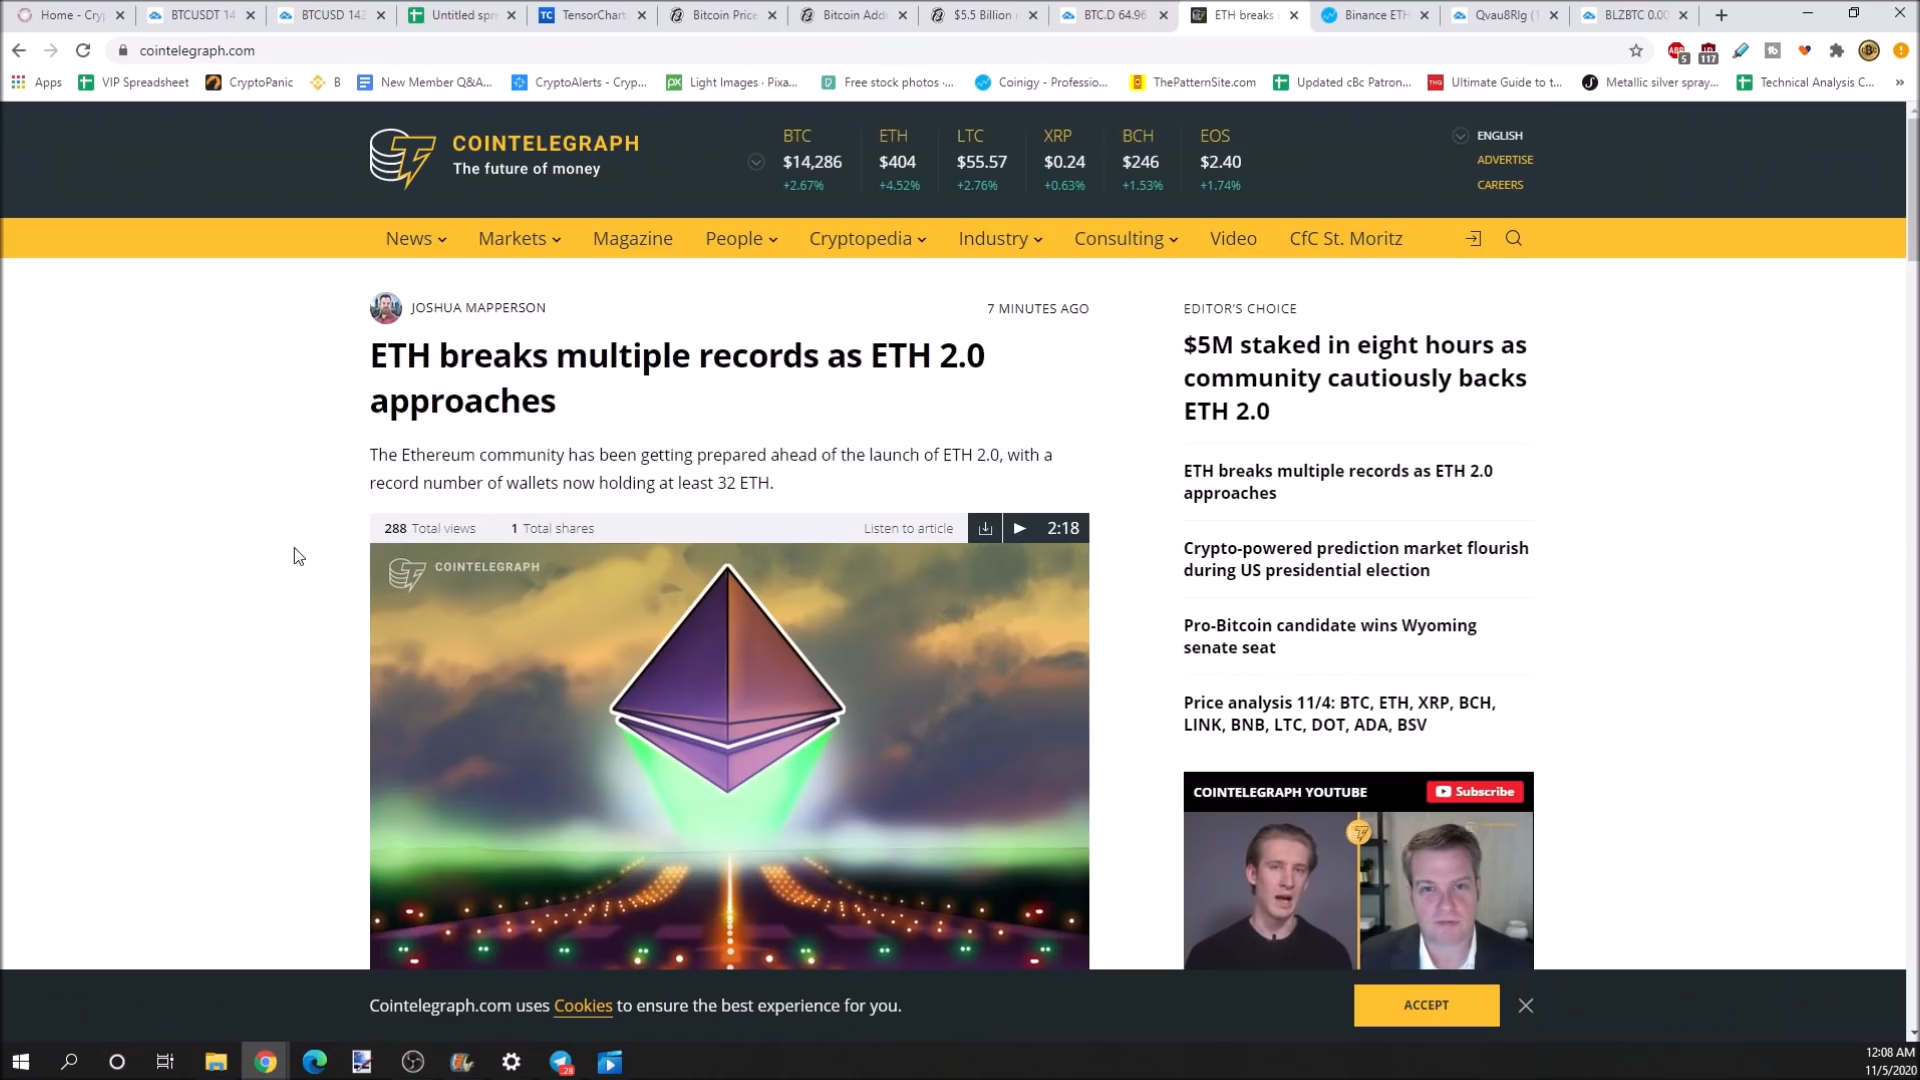 Home - Cry
BTCUSDT 14
BTCUSD 143
Untitled spr
TensorChart
Bitcoin Price
Bitcoin Addr
$5.5 Billion
BTC.D 64.96
ETH breaks
Binance ETH
Qvau8Rlg (1
BLZBTC 0.00
cointelegraph.com
5
117
Apps
VIP Spreadsheet
CryptoPanic
B
New Member Q&A...
CryptoAlerts - Cryp...
Light Images · Pixa...
Free stock photos ·...
Coinigy - Professio...
ThePatternSite.com
Updated cBc Patron...
Ultimate Guide to t...
Metallic silver spray...
Technical Analysis C...
»
COINTELEGRAPH
The future of money
BTC ETH LTC XRP BCH EOS
$14,286 $404 $55.57 $0.24 $246 $2.40
+2.67% +4.52% +2.76% +0.63% +1.53% +1.74%
ENGLISH
ADVERTISE
CAREERS
News Markets Magazine People Cryptopedia Industry Consulting Video CfC St. Moritz
JOSHUA MAPPERSON
7 MINUTES AGO
ETH breaks multiple records as ETH 2.0
approaches
The Ethereum community has been getting prepared ahead of the launch of ETH 2.0, with a
record number of wallets now holding at least 32 ETH.
288 Total views 1 Total shares Listen to article 2:18
COINTELEGRAPH
EDITOR'S CHOICE
$5M staked in eight hours as
community cautiously backs
ETH 2.0
ETH breaks multiple records as ETH 2.0
approaches
Crypto-powered prediction market flourish
during US presidential election
Pro-Bitcoin candidate wins Wyoming
senate seat
Price analysis 11/4: BTC, ETH, XRP, BCH,
LINK, BNB, LTC, DOT, ADA, BSV
COINTELEGRAPH YOUTUBE
Subscribe
Cointelegraph.com uses Cookies to ensure the best experience for you.
ACCEPT
28
12:08 AM
11/5/2020